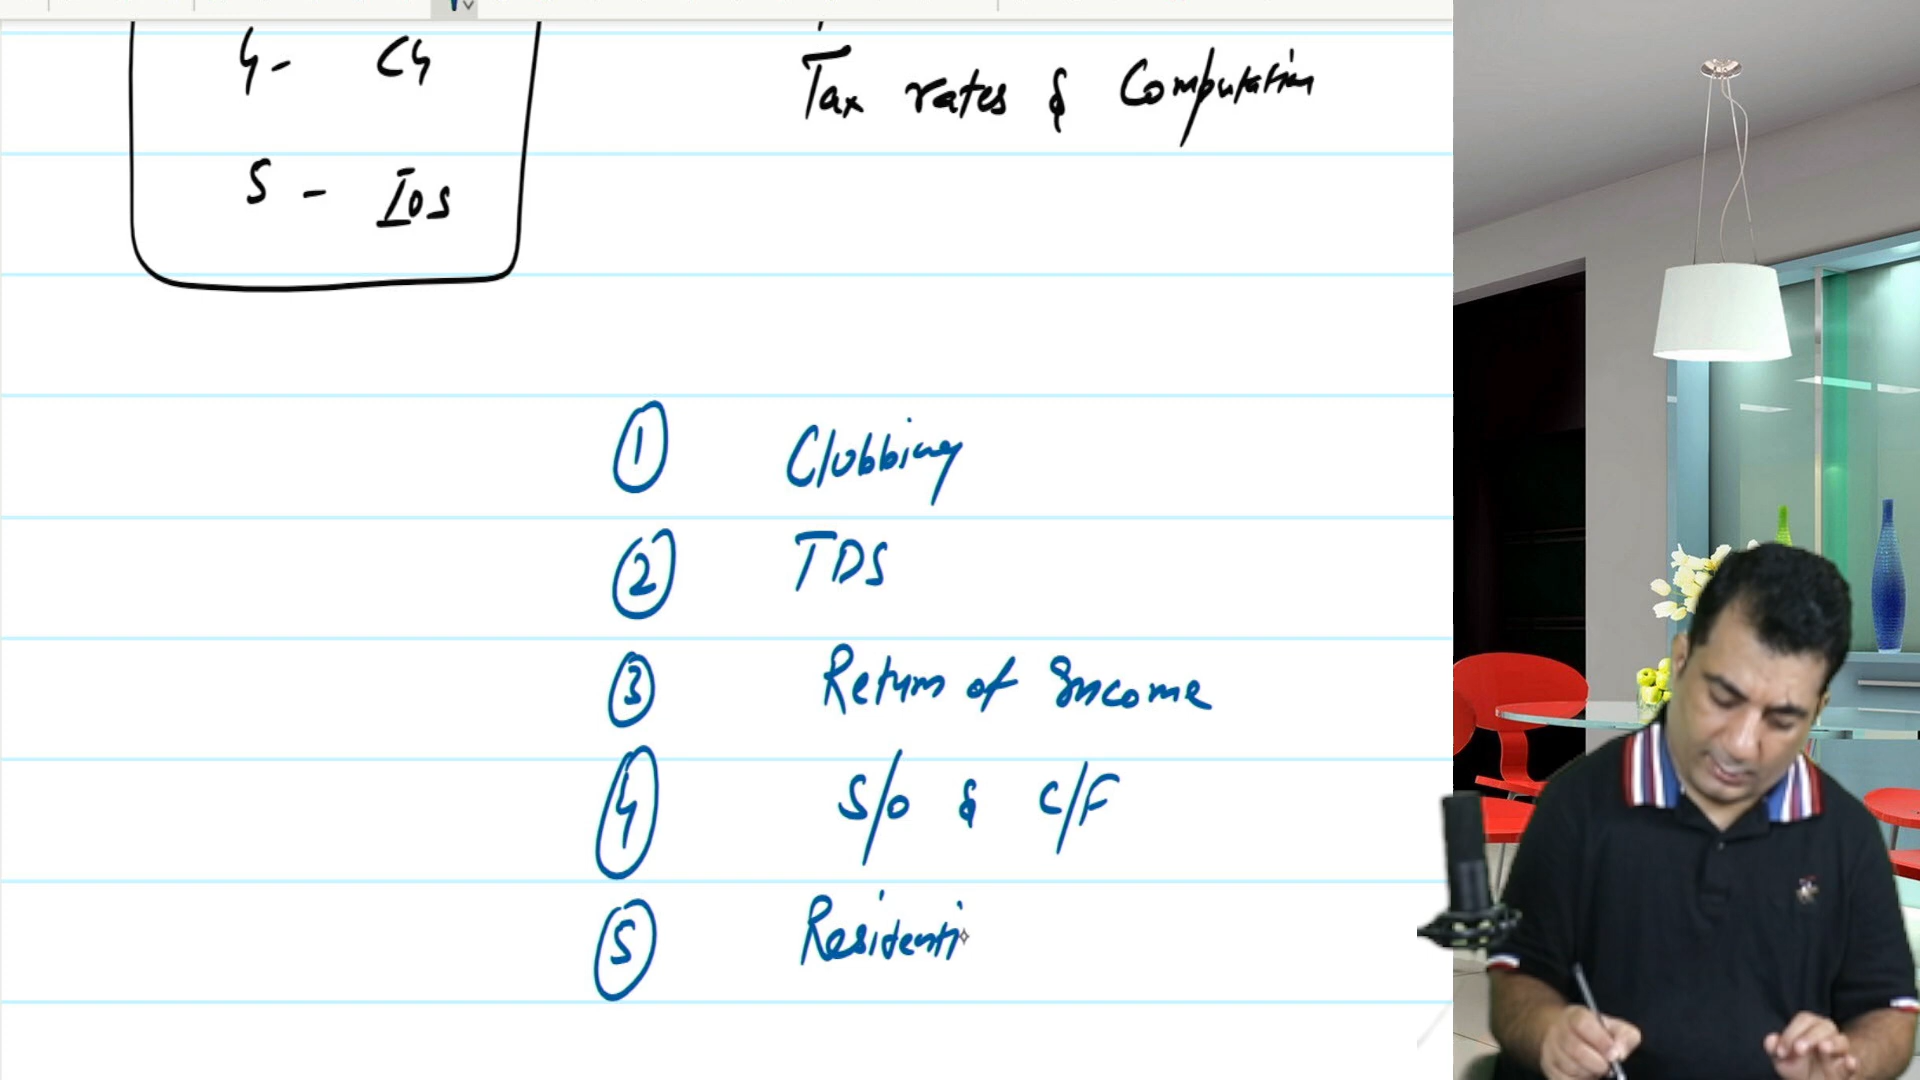 4- CG
Tax rates & Computation
5 - IOS
① Clubbing
② TDS
③ Return of Income
④ S/o & C/F
⑤ Residenti